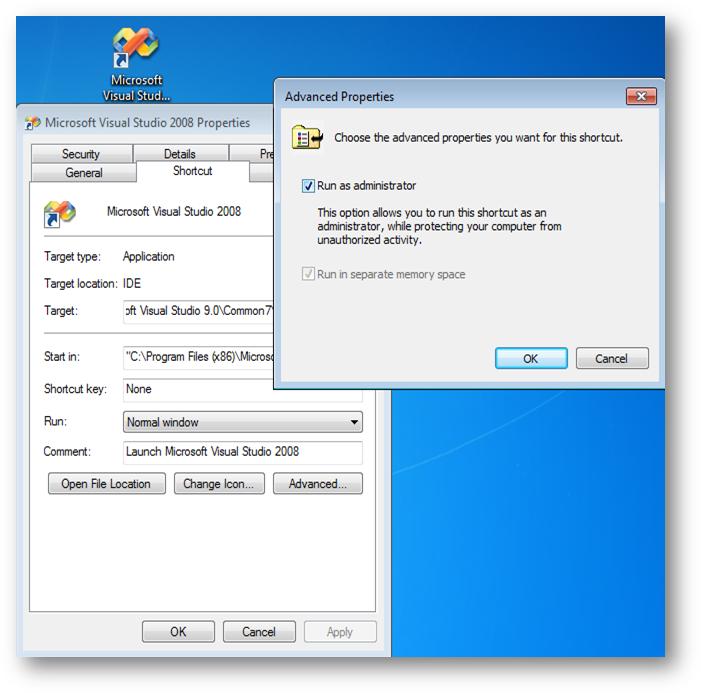 Microsoft
Visual Stud...
Microsoft Visual Studio 2008 Properties
Security Details Pre
General Shortcut
Microsoft Visual Studio 2008
Target type: Application
Target location: IDE
Target: oft Visual Studio 9.0\Common7\
Start in: "C:\Program Files (x86)\Microso
Shortcut key: None
Run: Normal window
Comment: Launch Microsoft Visual Studio 2008
Open File Location Change Icon... Advanced...
OK Cancel Apply
Advanced Properties
Choose the advanced properties you want for this shortcut.
Run as administrator
This option allows you to run this shortcut as an
administrator, while protecting your computer from
unauthorized activity.
Run in separate memory space
OK Cancel